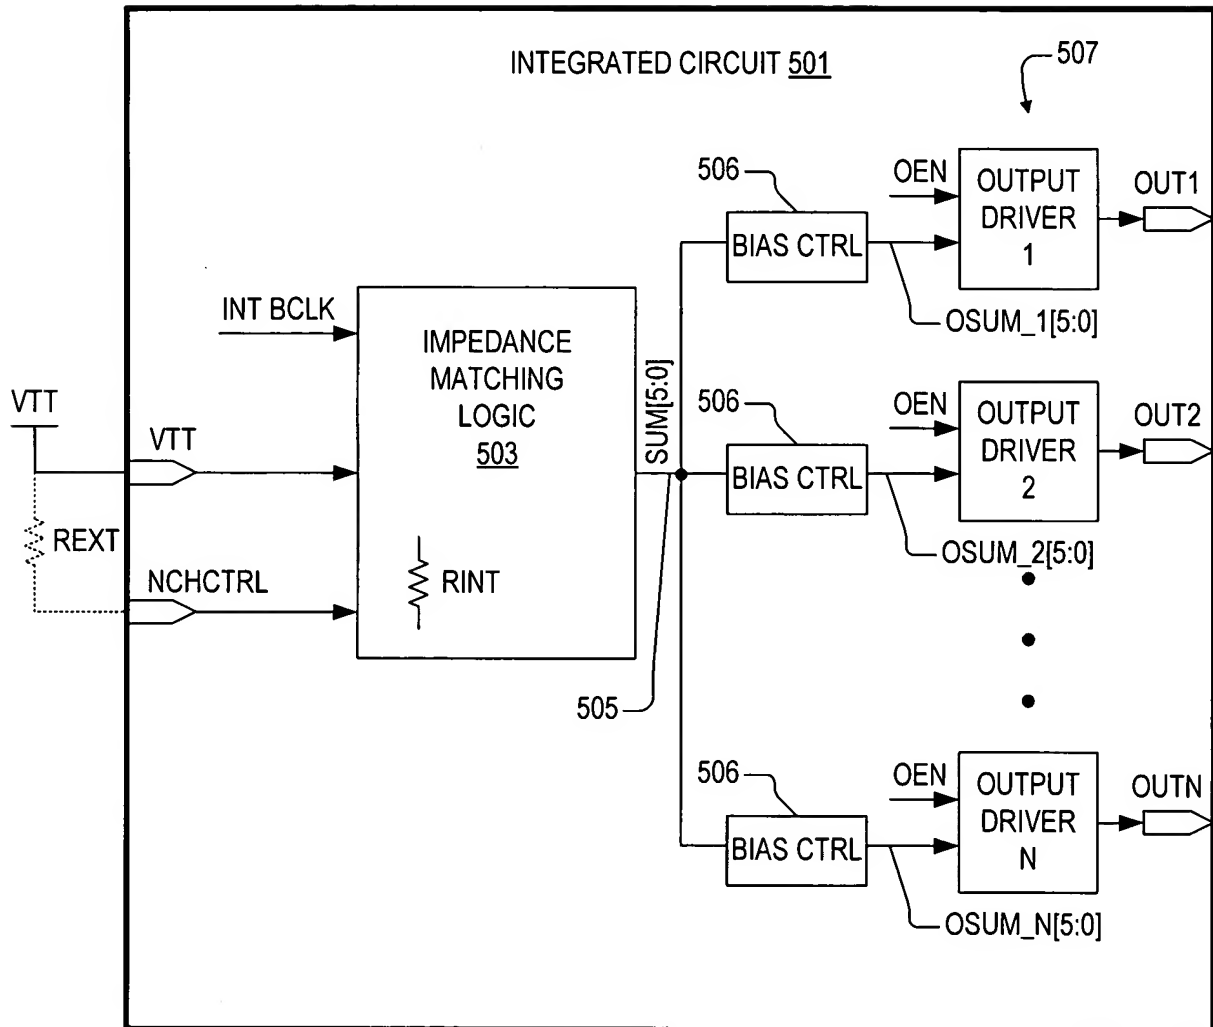 INTEGRATED CIRCUIT 501
507
506
OEN
OUTPUT
DRIVER
1
OUT1
BIAS CTRL
OSUM_1[5:0]
INT BCLK
IMPEDANCE
MATCHING
LOGIC
503
SUM[5:0]
VTT
VTT
REXT
NCHCTRL
RINT
505
506
OEN
OUTPUT
DRIVER
2
OUT2
BIAS CTRL
OSUM_2[5:0]
506
OEN
OUTPUT
DRIVER
N
OUTN
BIAS CTRL
OSUM_N[5:0]